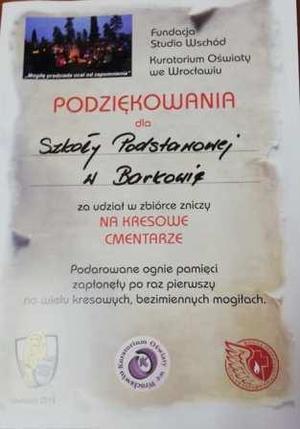 Fundacja
Studio Wschód
Kuratorium Oświaty
we Wrocławiu
"Mogiłę pradziada ocal od zapomnienia"
PODZIĘKOWANIA
dla
Szkoły Podstawowej
w Borkowie
za udział w zbiórce zniczy
NA KRESOWE
CMENTARZE
Podarowane ognie pamięci
zapłonęły po raz pierwszy
na wielu kresowych, bezimiennych mogiłach.
Kuratorium Oświaty
we Wrocławiu